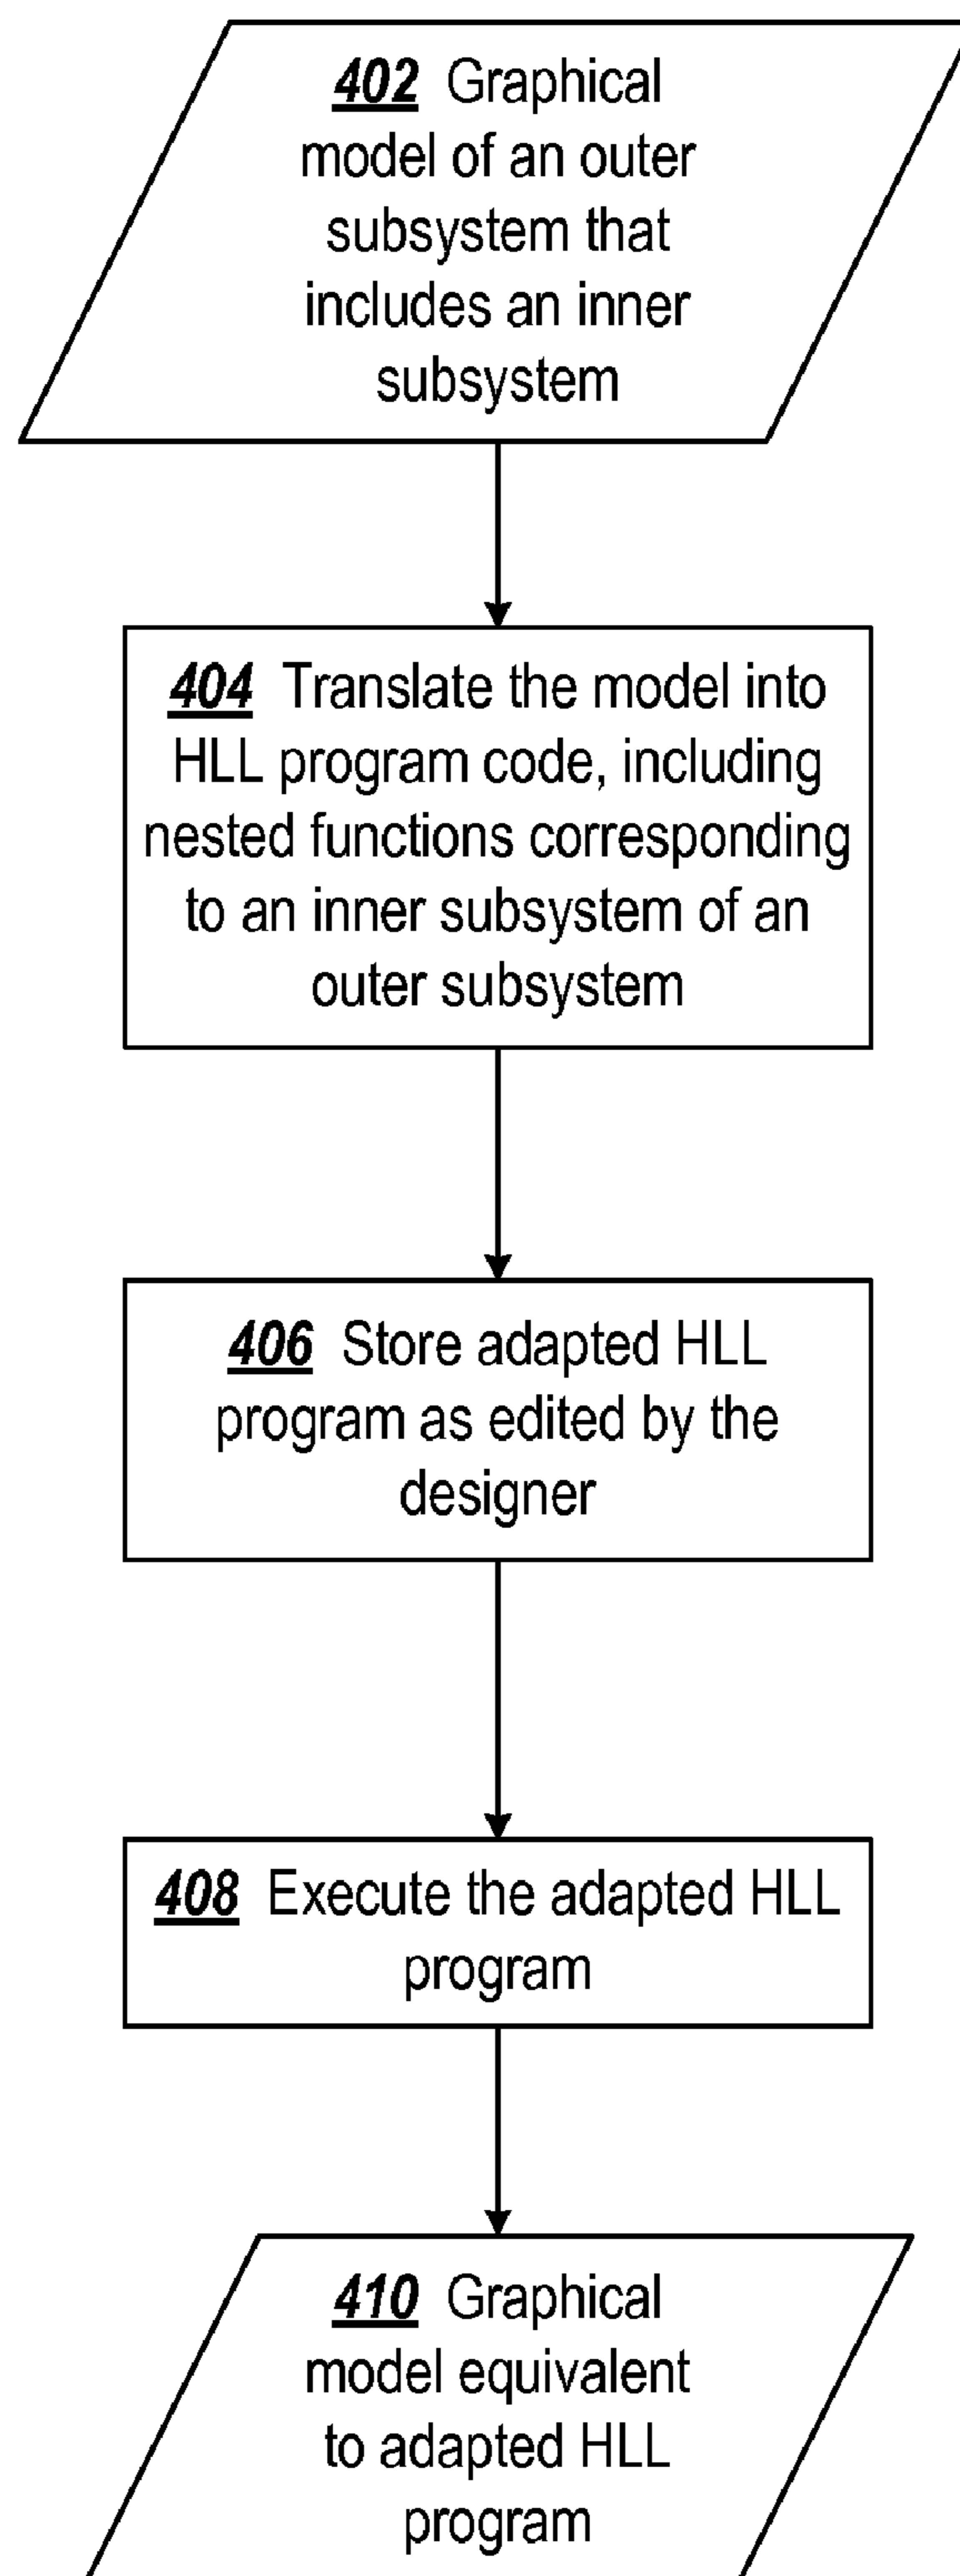 402 Graphical
model of an outer
subsystem that
includes an inner
subsystem
404 Translate the model into
HLL program code, including
nested functions corresponding
to an inner subsystem of an
outer subsystem
406 Store adapted HLL
program as edited by the
designer
408 Execute the adapted HLL
program
410 Graphical
model equivalent
to adapted HLL
program